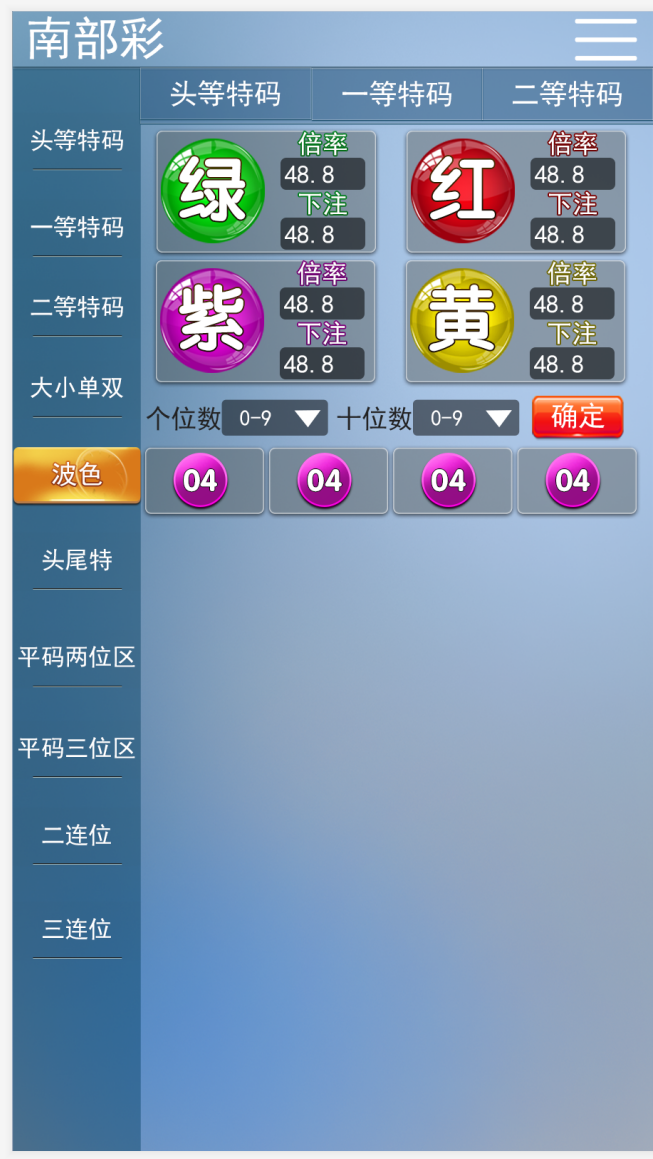 南部彩
头等特码 一等特码 二等特码
头等特码
一等特码
二等特码
大小单双
波色
头尾特
平码两位区
平码三位区
二连位
三连位
绿 倍率 48.8 下注 48.8
红 倍率 48.8 下注 48.8
紫 倍率 48.8 下注 48.8
黄 倍率 48.8 下注 48.8
个位数 0-9 十位数 0-9 确定
04 04 04 04